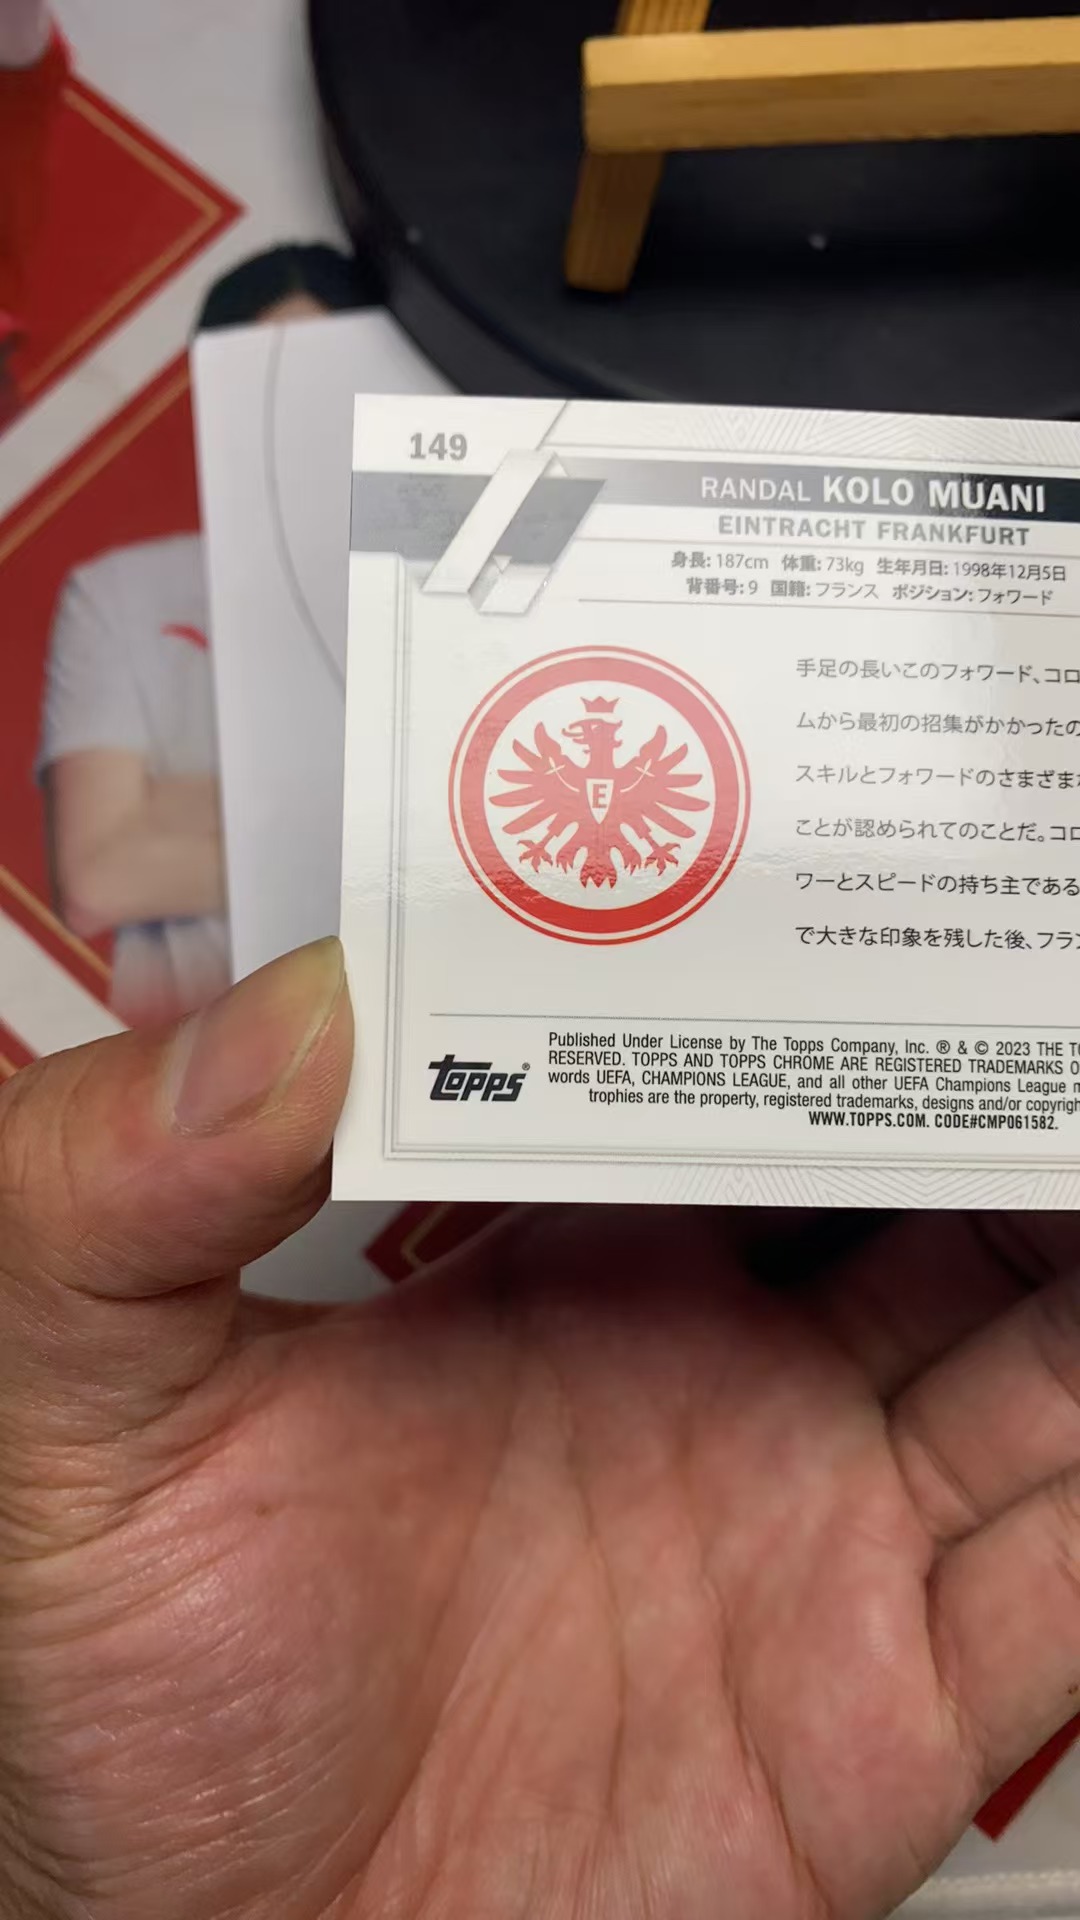 149
RANDAL KOLO MUANI
EINTRACHT FRANKFURT
身長: 187cm 体重: 73kg 生年月日: 1998年12月5日
背番号: 9 国籍: フランス ポジション: フォワード
手足の長いこのフォワード、コロ
ムから最初の招集がかかったの
スキルとフォワードのさまざま
ことが認められてのことだ。コロ
ワーとスピードの持ち主である
で大きな印象を残した後、フラン
E
Published Under License by The Topps Company, Inc. ® & © 2023 THE TO
RESERVED. TOPPS AND TOPPS CHROME ARE REGISTERED TRADEMARKS O
words UEFA, CHAMPIONS LEAGUE, and all other UEFA Champions League m
trophies are the property, registered trademarks, designs and/or copyrigh
WWW.TOPPS.COM. CODE#CMP061582.
topps®